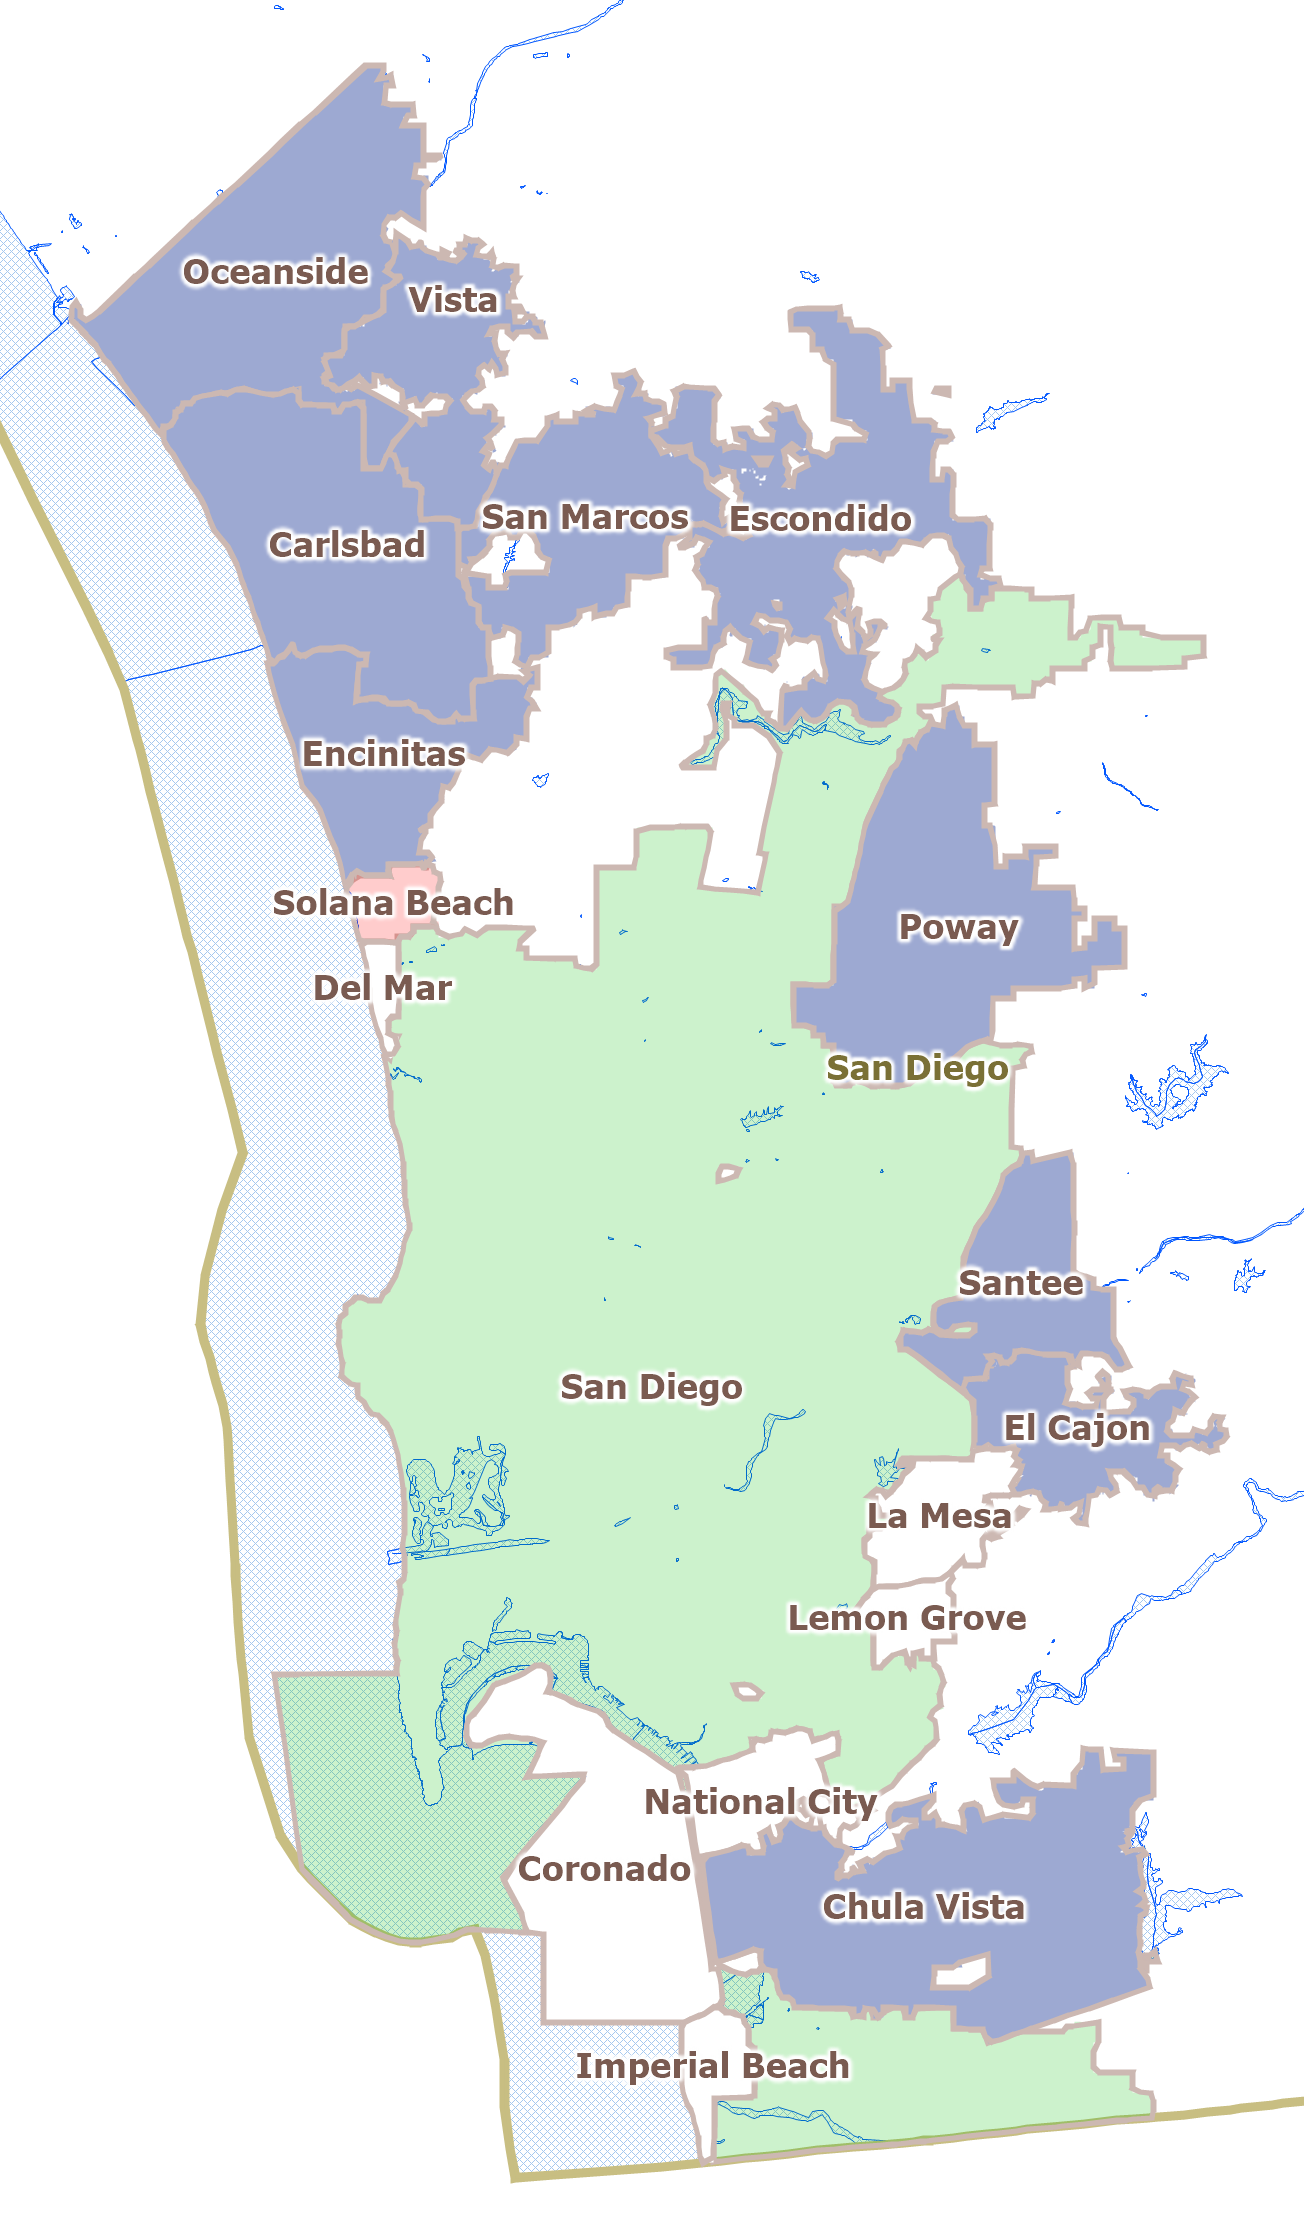 Oceanside
Vista
San Marcos
Escondido
Carlsbad
Encinitas
Solana Beach
Poway
Del Mar
San Diego
Santee
San Diego
El Cajon
La Mesa
Lemon Grove
National City
Coronado
Chula Vista
Imperial Beach